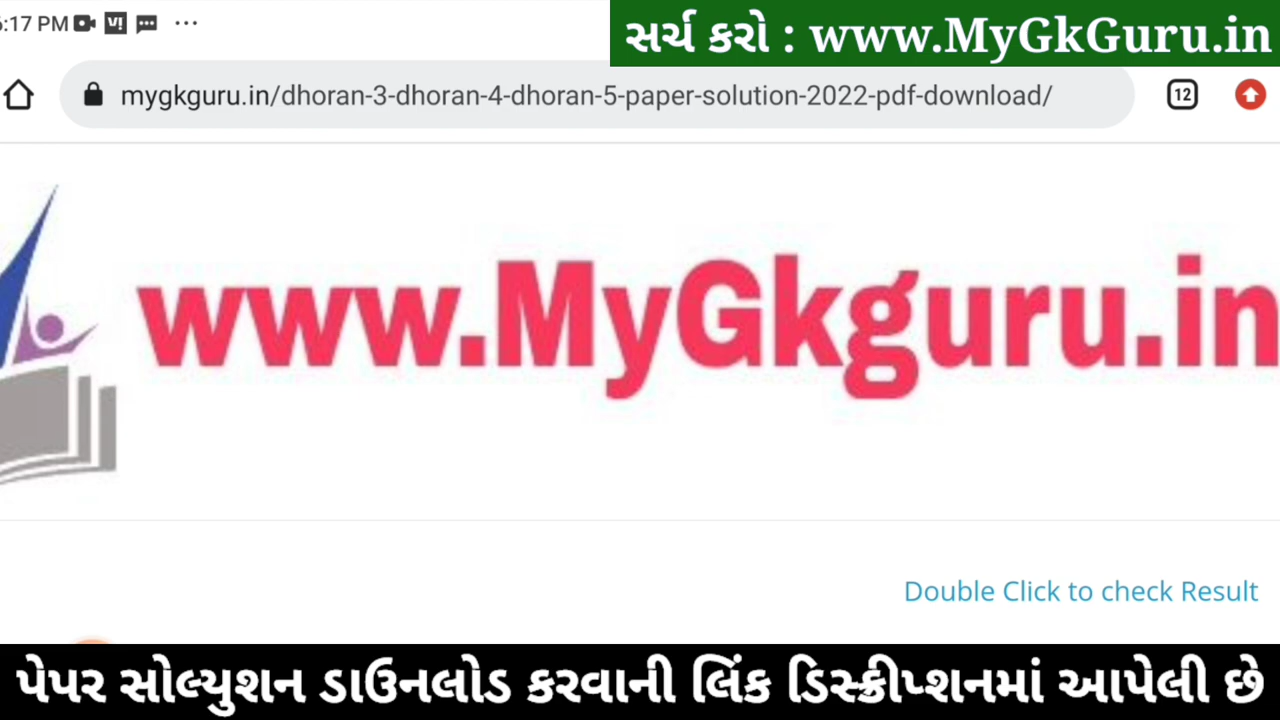 6:17 PM
સર્ચ કરો : www.MyGkGuru.in
mygkguru.in/dhoran-3-dhoran-4-dhoran-5-paper-solution-2022-pdf-download/
12
www.MyGkguru.in
Double Click to check Result
પેપર સોલ્યુશન ડાઉનલોડ કરવાની લિંક ડિસ્ક્રીપ્શનમાં આપેલી છે